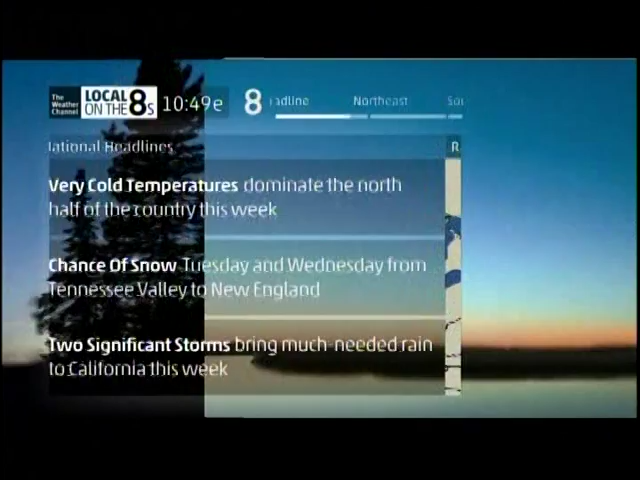 The
Weather
Channel
LOCAL
ON THE 8s
10:49e
8
adline
Northeast
Sou
National Headlines
R
Very Cold Temperatures dominate the north
half of the country this week
Chance Of Snow Tuesday and Wednesday from
Tennessee Valley to New England
Two Significant Storms bring much-needed rain
to California this week